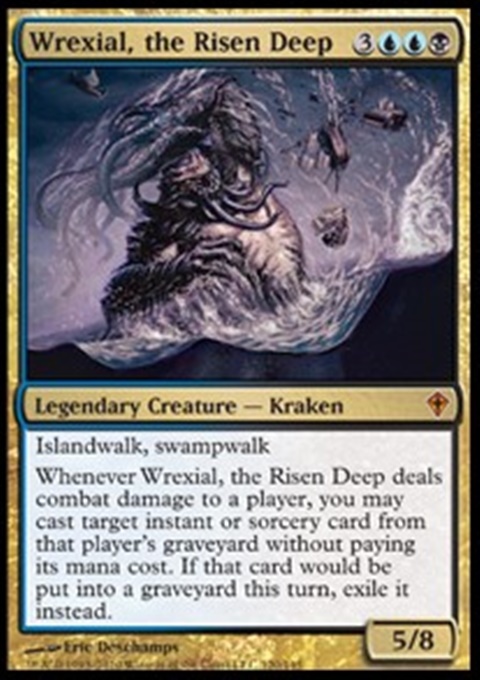 Wrexial, the Risen Deep 3
Legendary Creature — Kraken
Islandwalk, swampwalk
Whenever Wrexial, the Risen Deep deals
combat damage to a player, you may
cast target instant or sorcery card from
that player's graveyard without paying
its mana cost. If that card would be
put into a graveyard this turn, exile it
instead.
Eric Deschamps
5/8